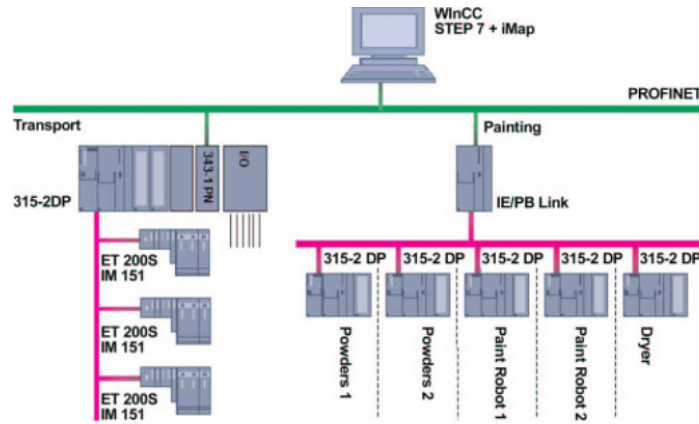 WInCC
STEP 7 + iMap
PROFINET
Transport
Painting
343-1 PN
I/O
315-2DP
IE/PB Link
315-2 DP
315-2 DP
315-2 DP
315-2 DP
315-2 DP
ET 200S
IM 151
ET 200S
IM 151
ET 200S
IM 151
Powders 1
Powders 2
Paint Robot 1
Paint Robot 2
Dryer